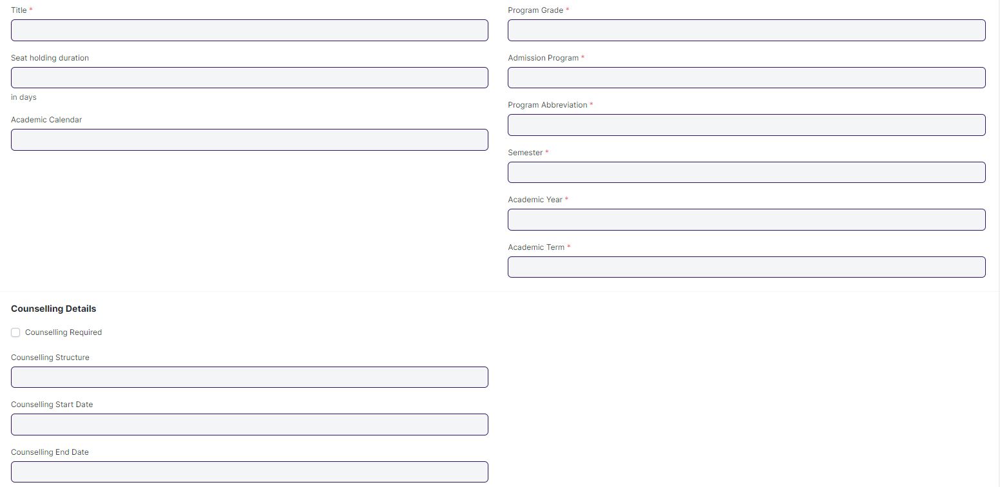 Title *
Seat holding duration
in days
Academic Calendar
Program Grade *
Admission Program *
Program Abbreviation *
Semester *
Academic Year *
Academic Term *
Counselling Details
Counselling Required
Counselling Structure
Counselling Start Date
Counselling End Date